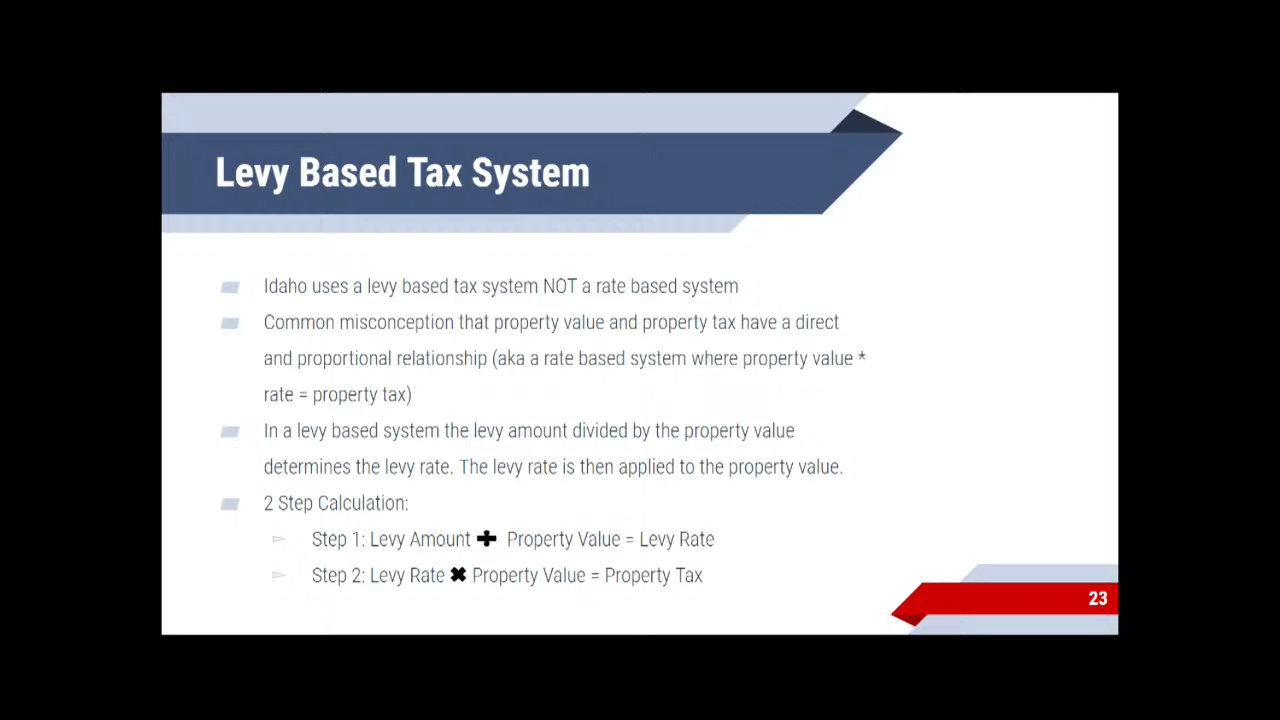 Levy Based Tax System
Idaho uses a levy based tax system NOT a rate based system
Common misconception that property value and property tax have a direct
and proportional relationship (aka a rate based system where property value *
rate = property tax)
In a levy based system the levy amount divided by the property value
determines the levy rate. The levy rate is then applied to the property value.
2 Step Calculation:
Step 1: Levy Amount ➕ Property Value = Levy Rate
Step 2: Levy Rate ✖ Property Value = Property Tax
23